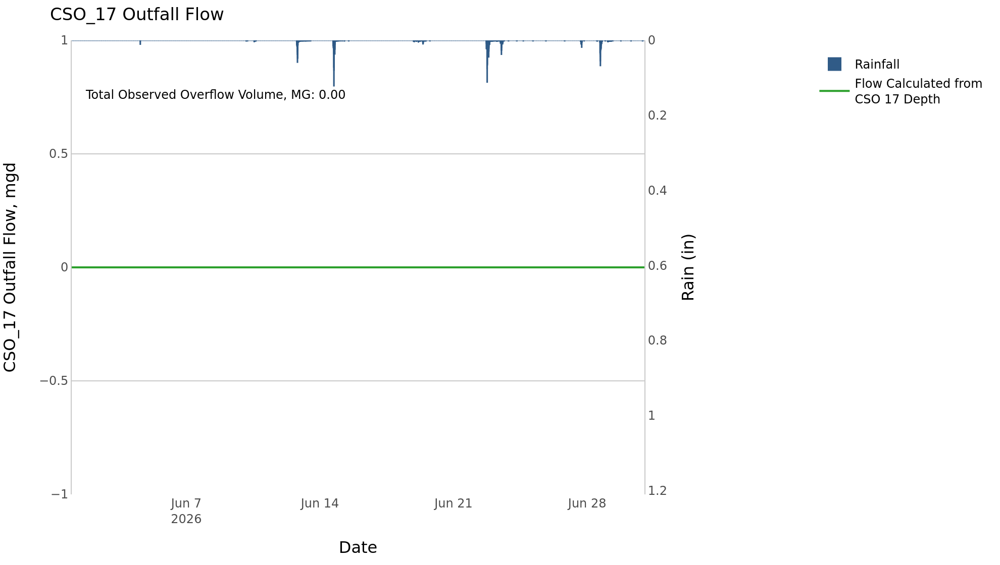 CSO_17 Outfall Flow
1
0.5
0
−0.5
−1
CSO_17 Outfall Flow, mgd
Total Observed Overflow Volume, MG: 0.00
0
0.2
0.4
0.6
0.8
1
1.2
Rain (in)
Jun 7
2026
Jun 14
Jun 21
Jun 28
Date
Rainfall
Flow Calculated from
CSO 17 Depth